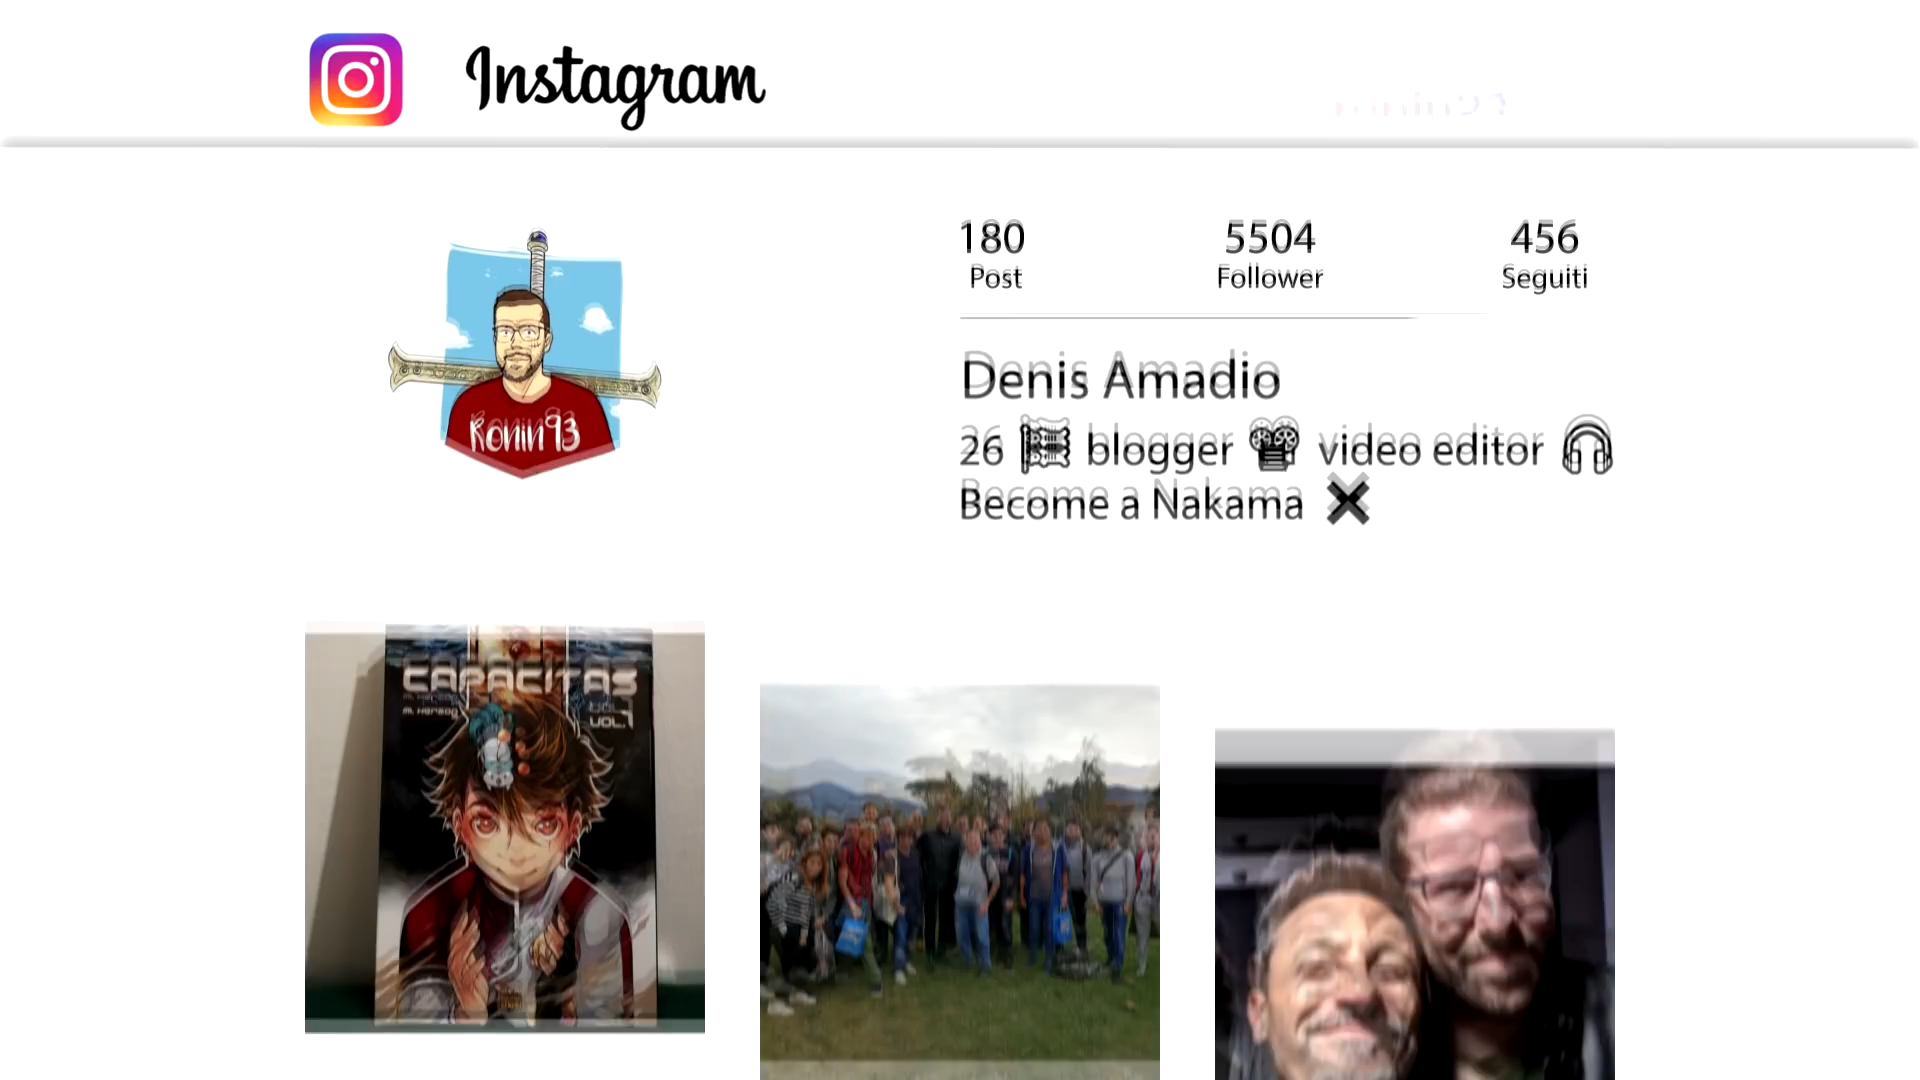 Instagram
180
Post
5504
Follower
456
Seguiti
Ronin93
Denis Amadio
26 blogger video editor
Become a Nakama
CAPACITAS
M. HERZOG
VOL.1